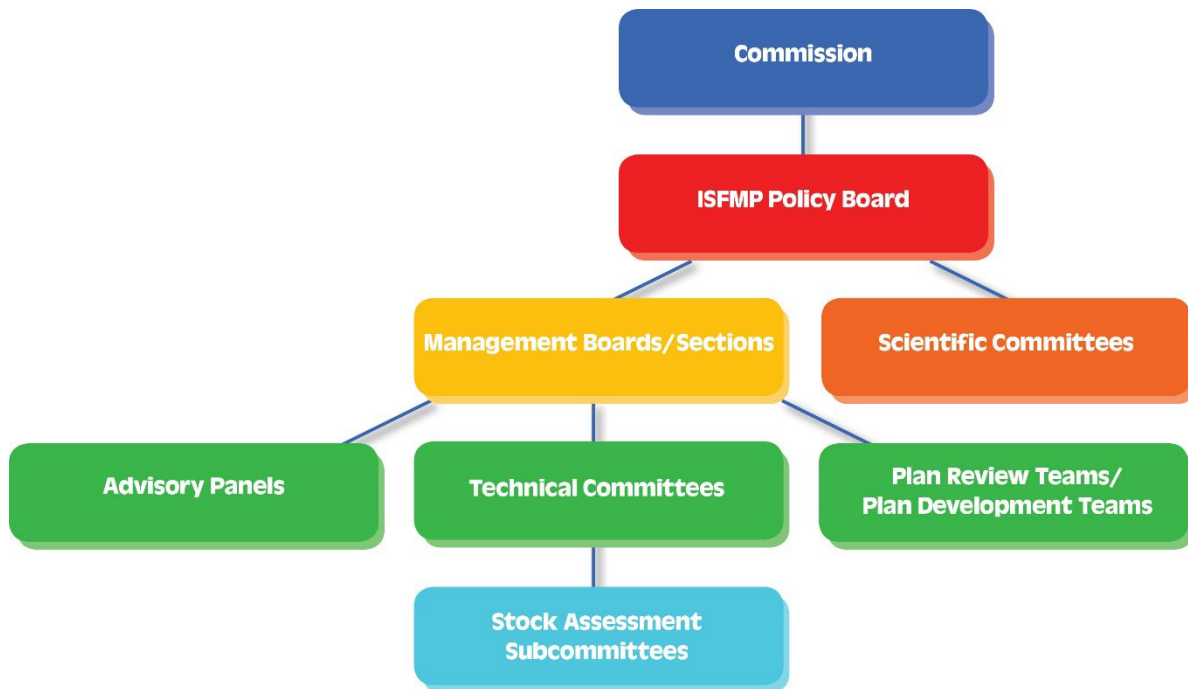 Commission
ISFMP Policy Board
Management Boards/Sections
Scientific Committees
Advisory Panels
Technical Committees
Plan Review Teams/
Plan Development Teams
Stock Assessment
Subcommittees